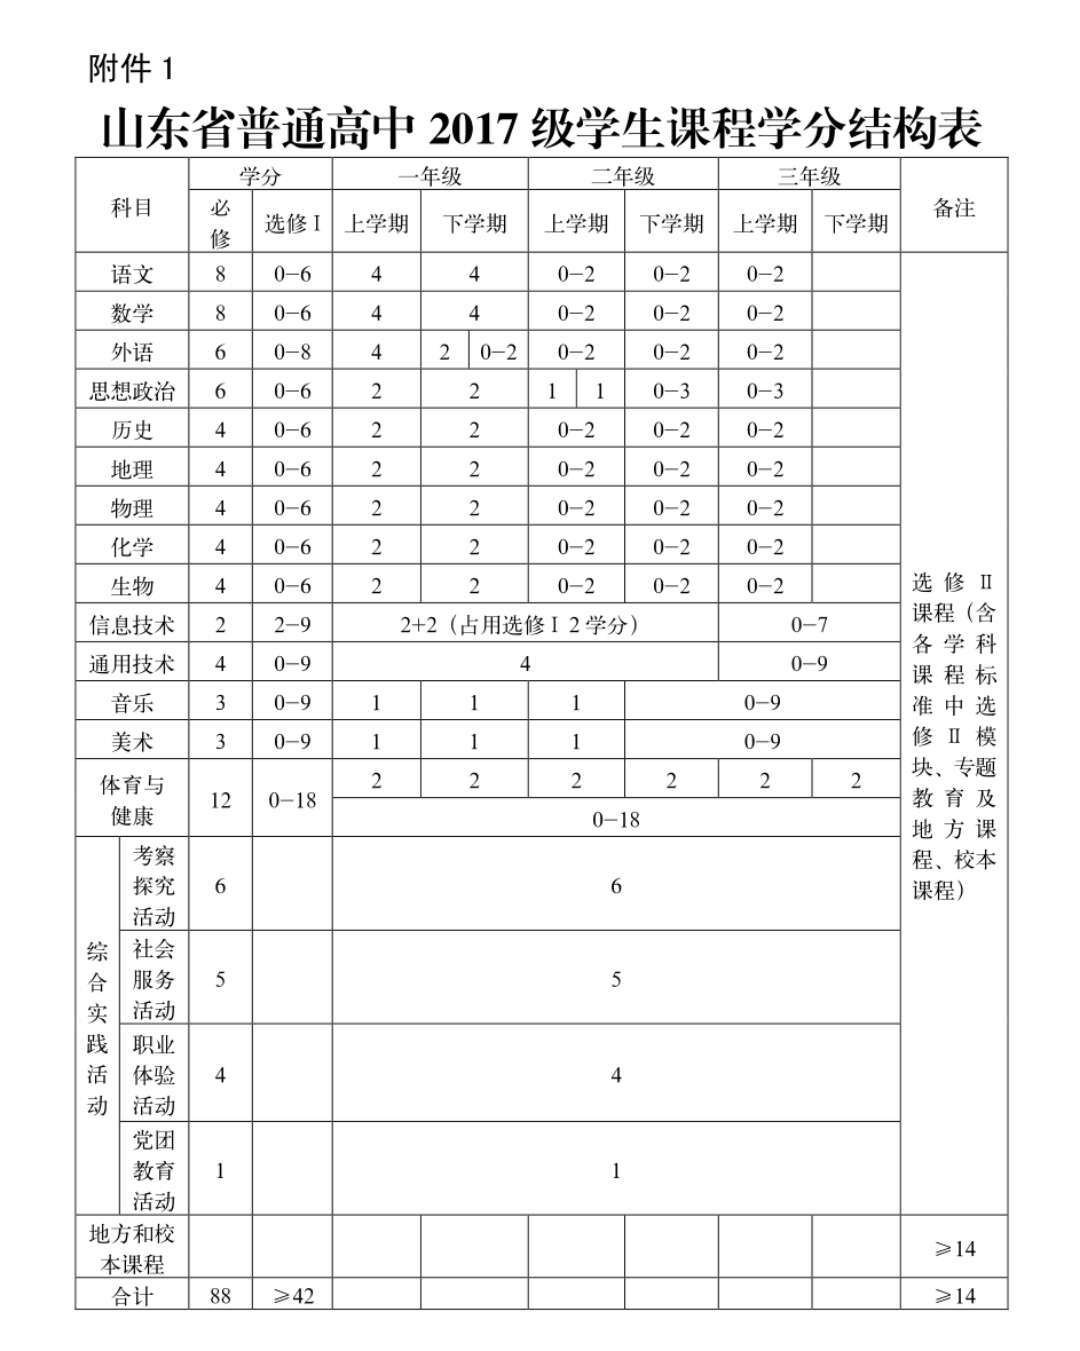 附件 1
山东省普通高中 2017 级学生课程学分结构表
科目 学分 一年级 二年级 三年级 备注
必修 选修 I 上学期 下学期 上学期 下学期 上学期 下学期
语文 8 0—6 4 4 0—2 0—2 0—2
数学 8 0—6 4 4 0—2 0—2 0—2
外语 6 0—8 4 2 0—2 0—2 0—2 0—2
思想政治 6 0—6 2 2 1 1 0—3 0—3
历史 4 0—6 2 2 0—2 0—2 0—2
地理 4 0—6 2 2 0—2 0—2 0—2
物理 4 0—6 2 2 0—2 0—2 0—2
化学 4 0—6 2 2 0—2 0—2 0—2
生物 4 0—6 2 2 0—2 0—2 0—2
信息技术 2 2—9 2+2（占用选修 I 2 学分） 0—7
通用技术 4 0—9 4 0—9
音乐 3 0—9 1 1 1 0—9
美术 3 0—9 1 1 1 0—9
体育与
健康 12 0—18 2 2 2 2 2 2
0—18
综合实践活动
考察
探究
活动 6 6
社会
服务
活动 5 5
职业
体验
活动 4 4
党团
教育
活动 1 1
选修 II
课程（含
各学科
课程标
准中选
修 II 模
块、专题
教育及
地方课
程、校本
课程）
地方和校
本课程 ≥14
合计 88 ≥42 ≥14